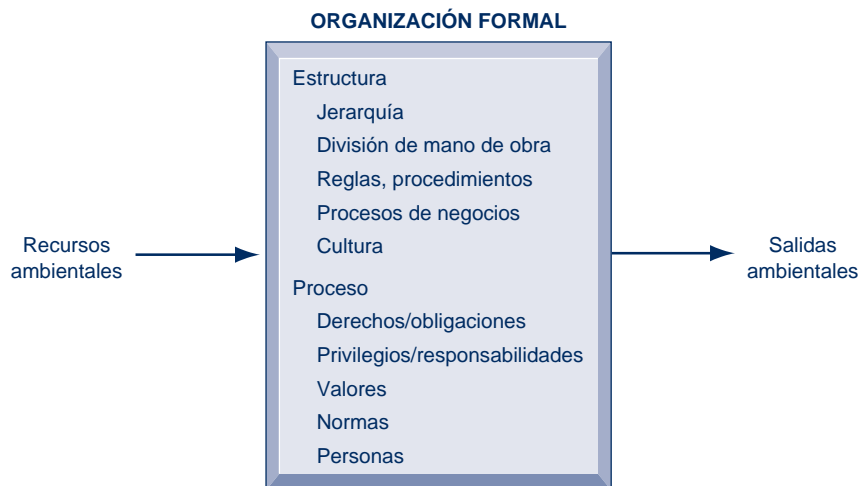 ORGANIZACIÓN FORMAL
Estructura
Jerarquía
División de mano de obra
Reglas, procedimientos
Procesos de negocios
Cultura
Proceso
Derechos/obligaciones
Privilegios/responsabilidades
Valores
Normas
Personas
Recursos
ambientales
Salidas
ambientales